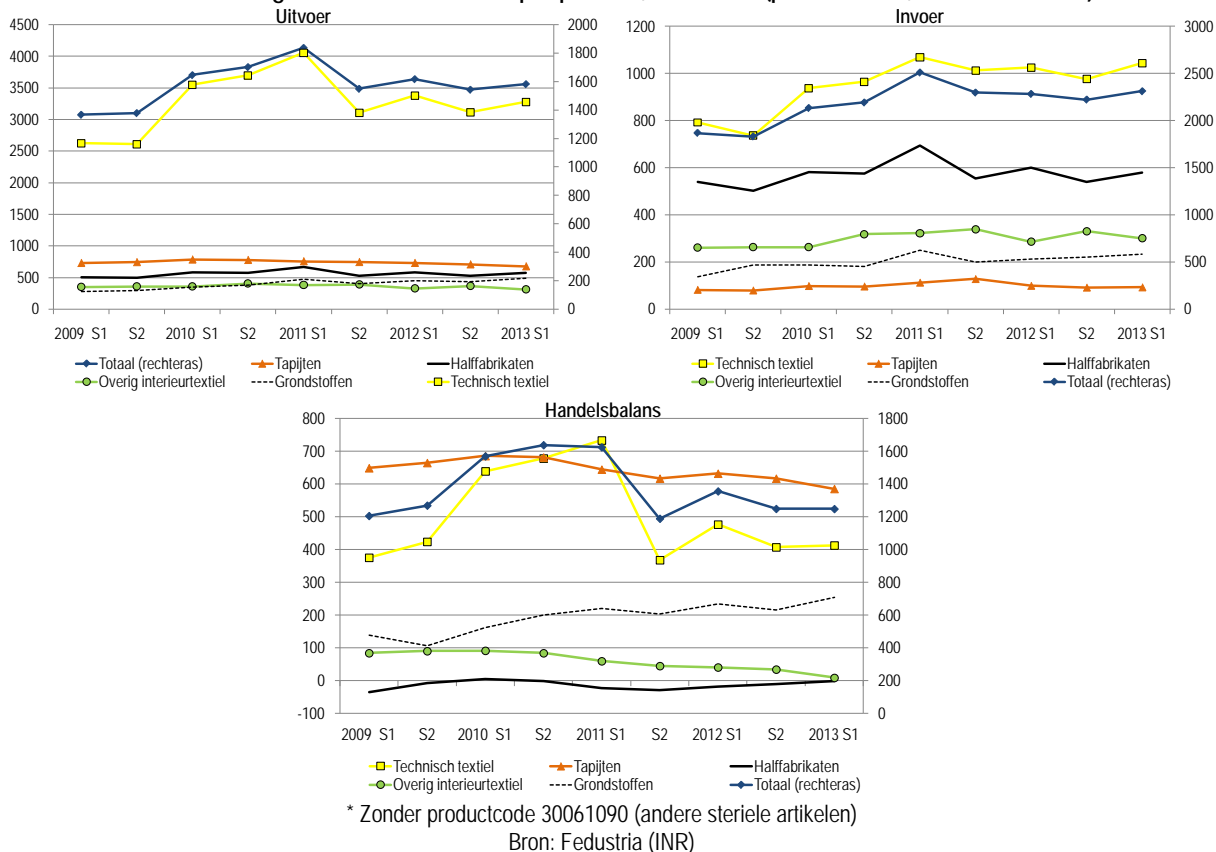 Uitvoer
4500 2000
4000 1800
3500 1600
3000 1400
2500 1200
2000 1000
1500 800
1000 600
500 400
0 200
0
2009 S1 S2 2010 S1 S2 2011 S1 S2 2012 S1 S2 2013 S1
Totaal (rechteras) Tapijten Halffabrikaten
Overig interieurtextiel Grondstoffen Technisch textiel
Invoer
1200 3000
1000 2500
800 2000
600 1500
400 1000
200 500
0 0
2009 S1 S2 2010 S1 S2 2011 S1 S2 2012 S1 S2 2013 S1
Technisch textiel Tapijten Halffabrikaten
Overig interieurtextiel Grondstoffen Totaal (rechteras)
Handelsbalans
800 1800
700 1600
600 1400
500 1200
400 1000
300 800
200 600
100 400
0 200
-100 0
2009 S1 S2 2010 S1 S2 2011 S1 S2 2012 S1 S2 2013 S1
Technisch textiel Tapijten Halffabrikaten
Overig interieurtextiel Grondstoffen Totaal (rechteras)
* Zonder productcode 30061090 (andere steriele artikelen)
Bron: Fedustria (INR)